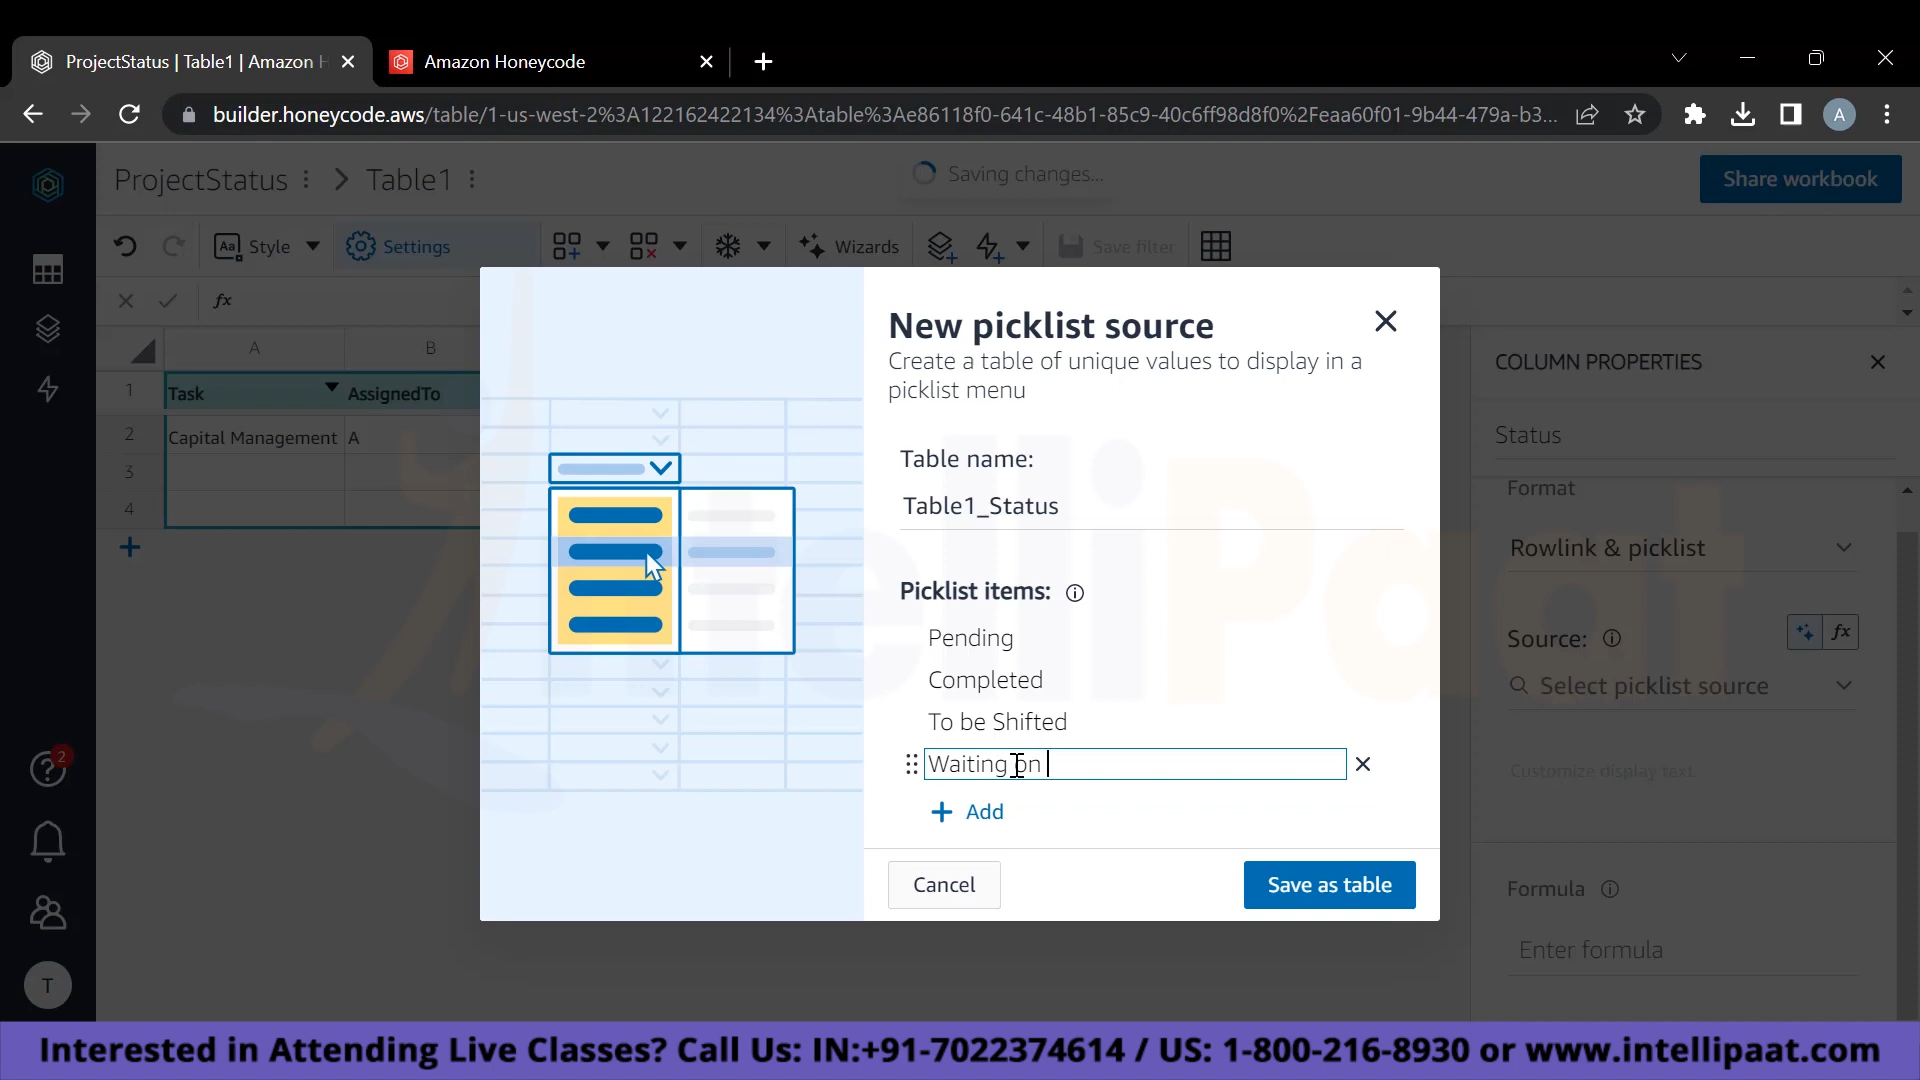 ProjectStatus | Table1 | Amazon H
Amazon Honeycode
builder.honeycode.aws/table/1-us-west-2%3A122162422134%3Atable%3Ae86118f0-641c-48b1-85c9-40c6ff98d8f0%2Feaa60f01-9b44-479a-b3...
A
ProjectStatus > Table1
Saving changes...
Share workbook
Aa Style
Settings
Wizards
Save filter
fx
A B
1 Task AssignedTo
2 Capital Management A
3
4
New picklist source
Create a table of unique values to display in a
picklist menu
Table name:
Table1_Status
Picklist items:
Pending
Completed
To be Shifted
Waiting on
+ Add
Cancel
Save as table
COLUMN PROPERTIES
Status
Format
Rowlink & picklist
Source:
fx
Select picklist source
Customize display text
Formula
Enter formula
2
T
IntelliPaat
Interested in Attending Live Classes? Call Us: IN:+91-7022374614 / US: 1-800-216-8930 or www.intellipaat.com